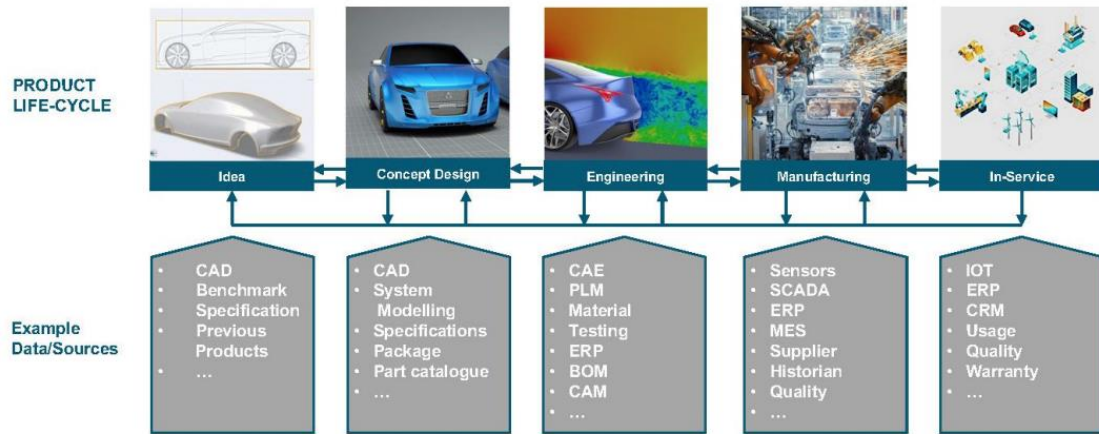 PRODUCT
LIFE-CYCLE
Idea
Concept Design
Engineering
Manufacturing
In-Service
Example
Data/Sources
• CAD
• Benchmark
• Specification
• Previous
Products
• ...
• CAD
• System
Modelling
• Specifications
• Package
• Part catalogue
• ...
• CAE
• PLM
• Material
• Testing
• ERP
• BOM
• CAM
• ...
• Sensors
• SCADA
• ERP
• MES
• Supplier
• Historian
• Quality
• ...
• IOT
• ERP
• CRM
• Usage
• Quality
• Warranty
• ...